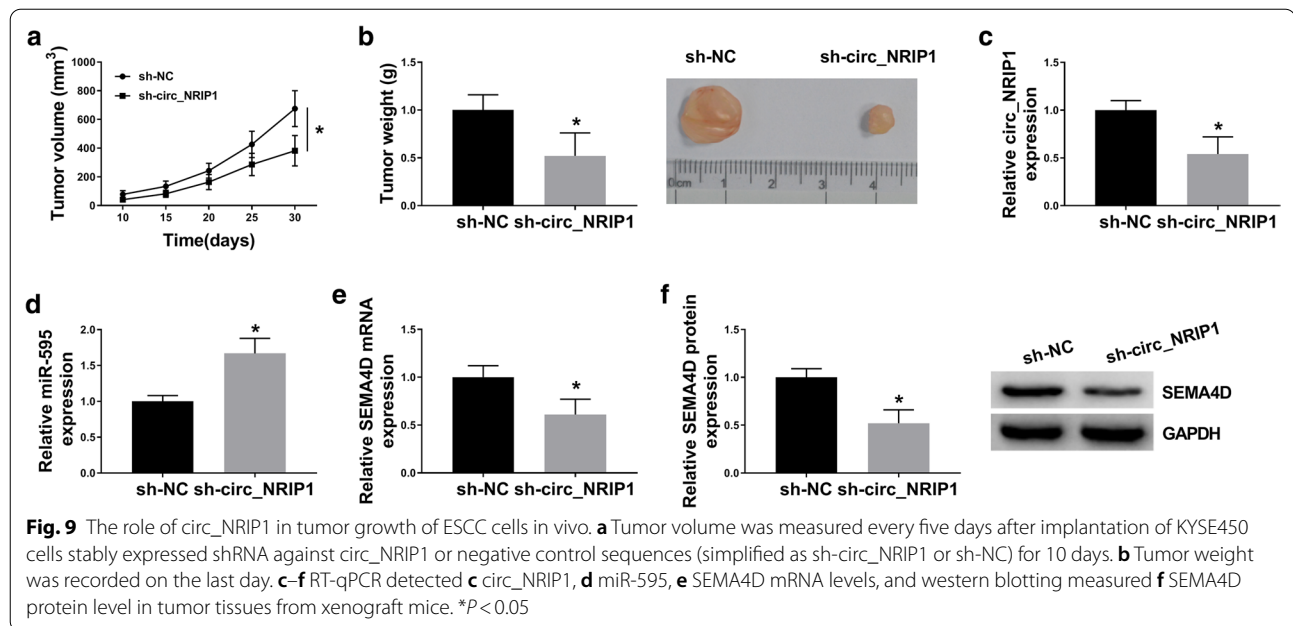 a
Tumor volume (mm³)
1000
800
600
400
200
0
sh-NC
sh-circ_NRIP1
*
10 15 20 25 30
Time(days)
b
Tumor weight (g)
1.5
1.0
0.5
0.0
*
sh-NC sh-circ_NRIP1
sh-NC sh-circ_NRIP1
0cm 1 2 3 4
c
Relative circ_NRIP1
expression
1.5
1.0
0.5
0.0
*
sh-NC sh-circ_NRIP1
d
Relative miR-595
expression
2.0
1.5
1.0
0.5
0.0
*
sh-NC sh-circ_NRIP1
e
Relative SEMA4D mRNA
expression
1.5
1.0
0.5
0.0
*
sh-NC sh-circ_NRIP1
f
Relative SEMA4D protein
expression
1.5
1.0
0.5
0.0
*
sh-NC sh-circ_NRIP1
sh-NC sh-circ_NRIP1
SEMA4D
GAPDH
Fig. 9 The role of circ_NRIP1 in tumor growth of ESCC cells in vivo. a Tumor volume was measured every five days after implantation of KYSE450
cells stably expressed shRNA against circ_NRIP1 or negative control sequences (simplified as sh-circ_NRIP1 or sh-NC) for 10 days. b Tumor weight
was recorded on the last day. c–f RT-qPCR detected c circ_NRIP1, d miR-595, e SEMA4D mRNA levels, and western blotting measured f SEMA4D
protein level in tumor tissues from xenograft mice. *P < 0.05